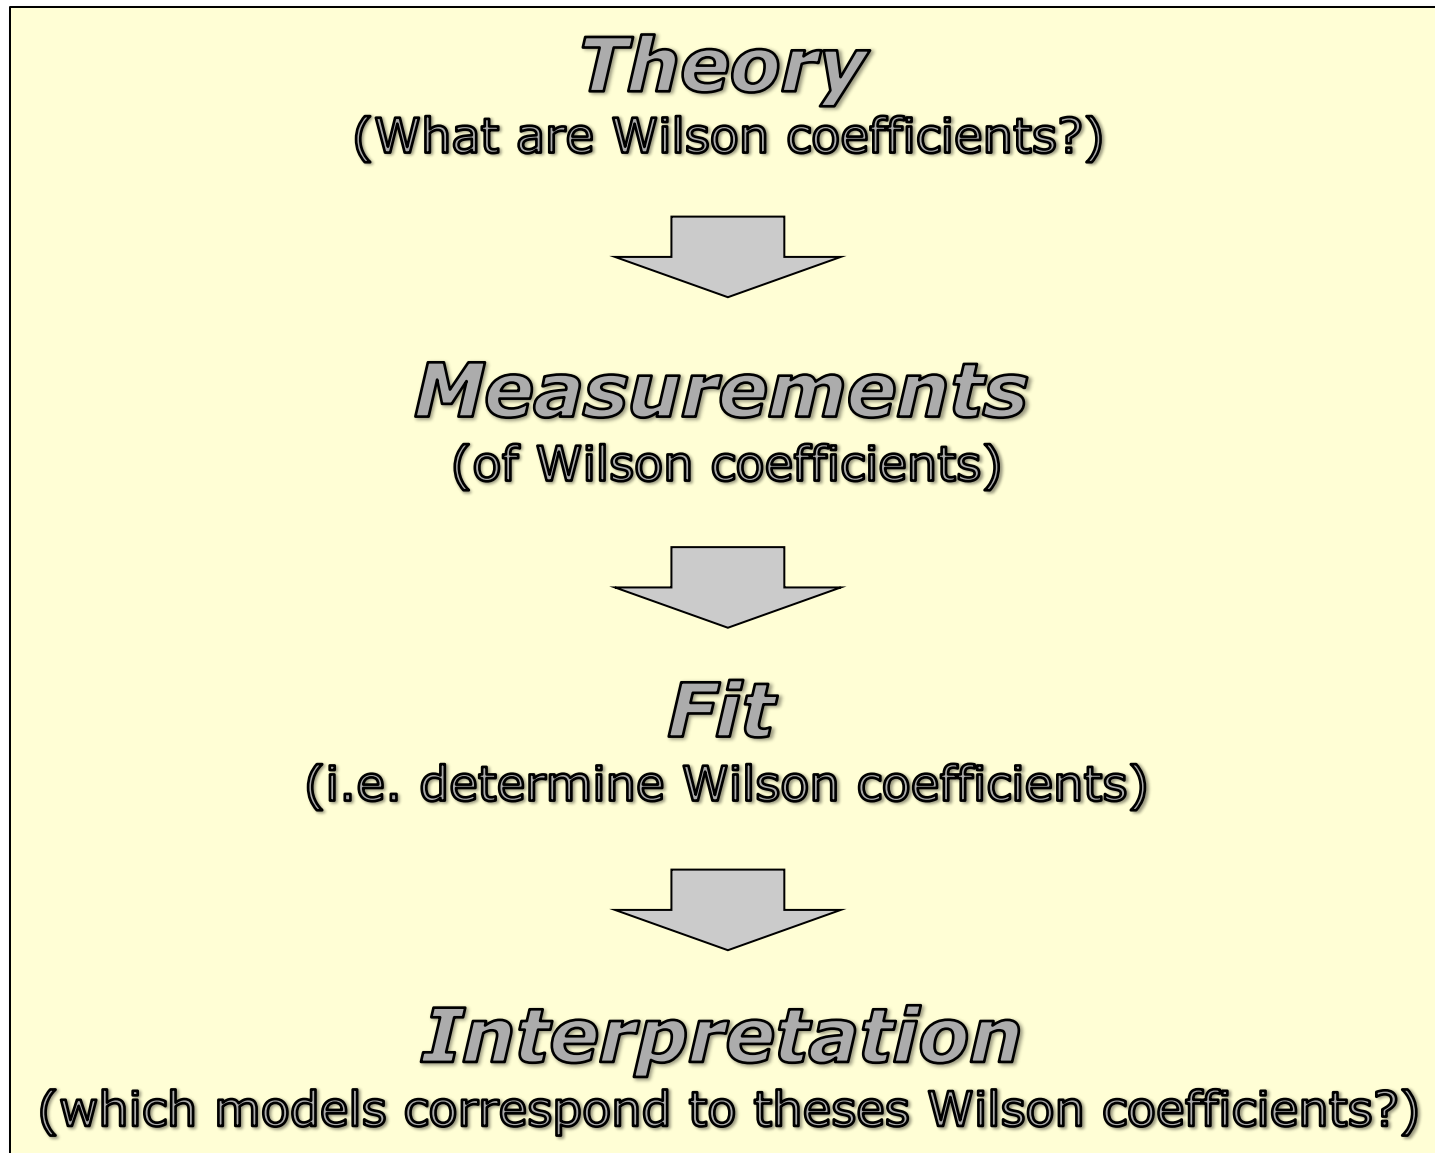 Theory
(What are Wilson coefficients?)
Measurements
(of Wilson coefficients)
Fit
(i.e. determine Wilson coefficients)
Interpretation
(which models correspond to theses Wilson coefficients?)